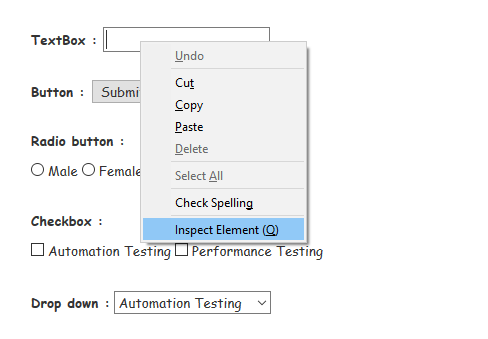 TextBox :
Undo
Cut
Copy
Paste
Delete
Select All
Check Spelling
Inspect Element (Q)
Button : Submi
Radio button :
Male Female
Checkbox :
Automation Testing Performance Testing
Drop down : Automation Testing